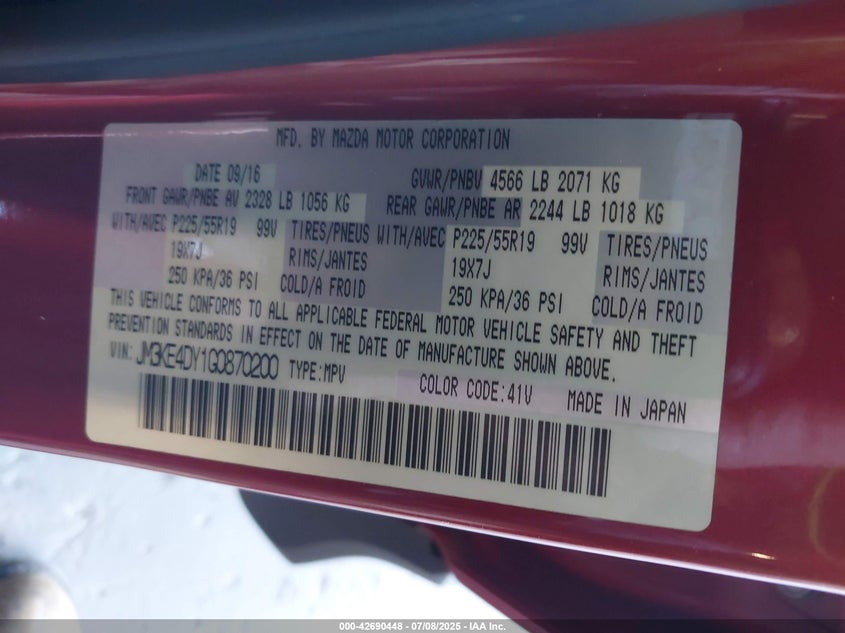 MFD. BY MAZDA MOTOR CORPORATION
DATE 09/16 GVWR/PNBV 4566 LB 2071 KG
FRONT GAWR/PNBE AV 2328 LB 1056 KG REAR GAWR/PNBE AR 2244 LB 1018 KG
WITH/AVEC P225/55R19 99V TIRES/PNEUS WITH/AVEC P225/55R19 99V TIRES/PNEUS
19X7J RIMS/JANTES 19X7J RIMS/JANTES
250 KPA/36 PSI COLD/A FROID 250 KPA/36 PSI COLD/A FROID
THIS VEHICLE CONFORMS TO ALL APPLICABLE FEDERAL MOTOR VEHICLE SAFETY AND THEFT
PREVENTION STANDARDS IN EFFECT ON THE DATE OF MANUFACTURE SHOWN ABOVE.
VIN: JM3KE4DY1G0870200 TYPE:MPV COLOR CODE:41V MADE IN JAPAN
000-42690448 - 07/08/2025 - IAA Inc.